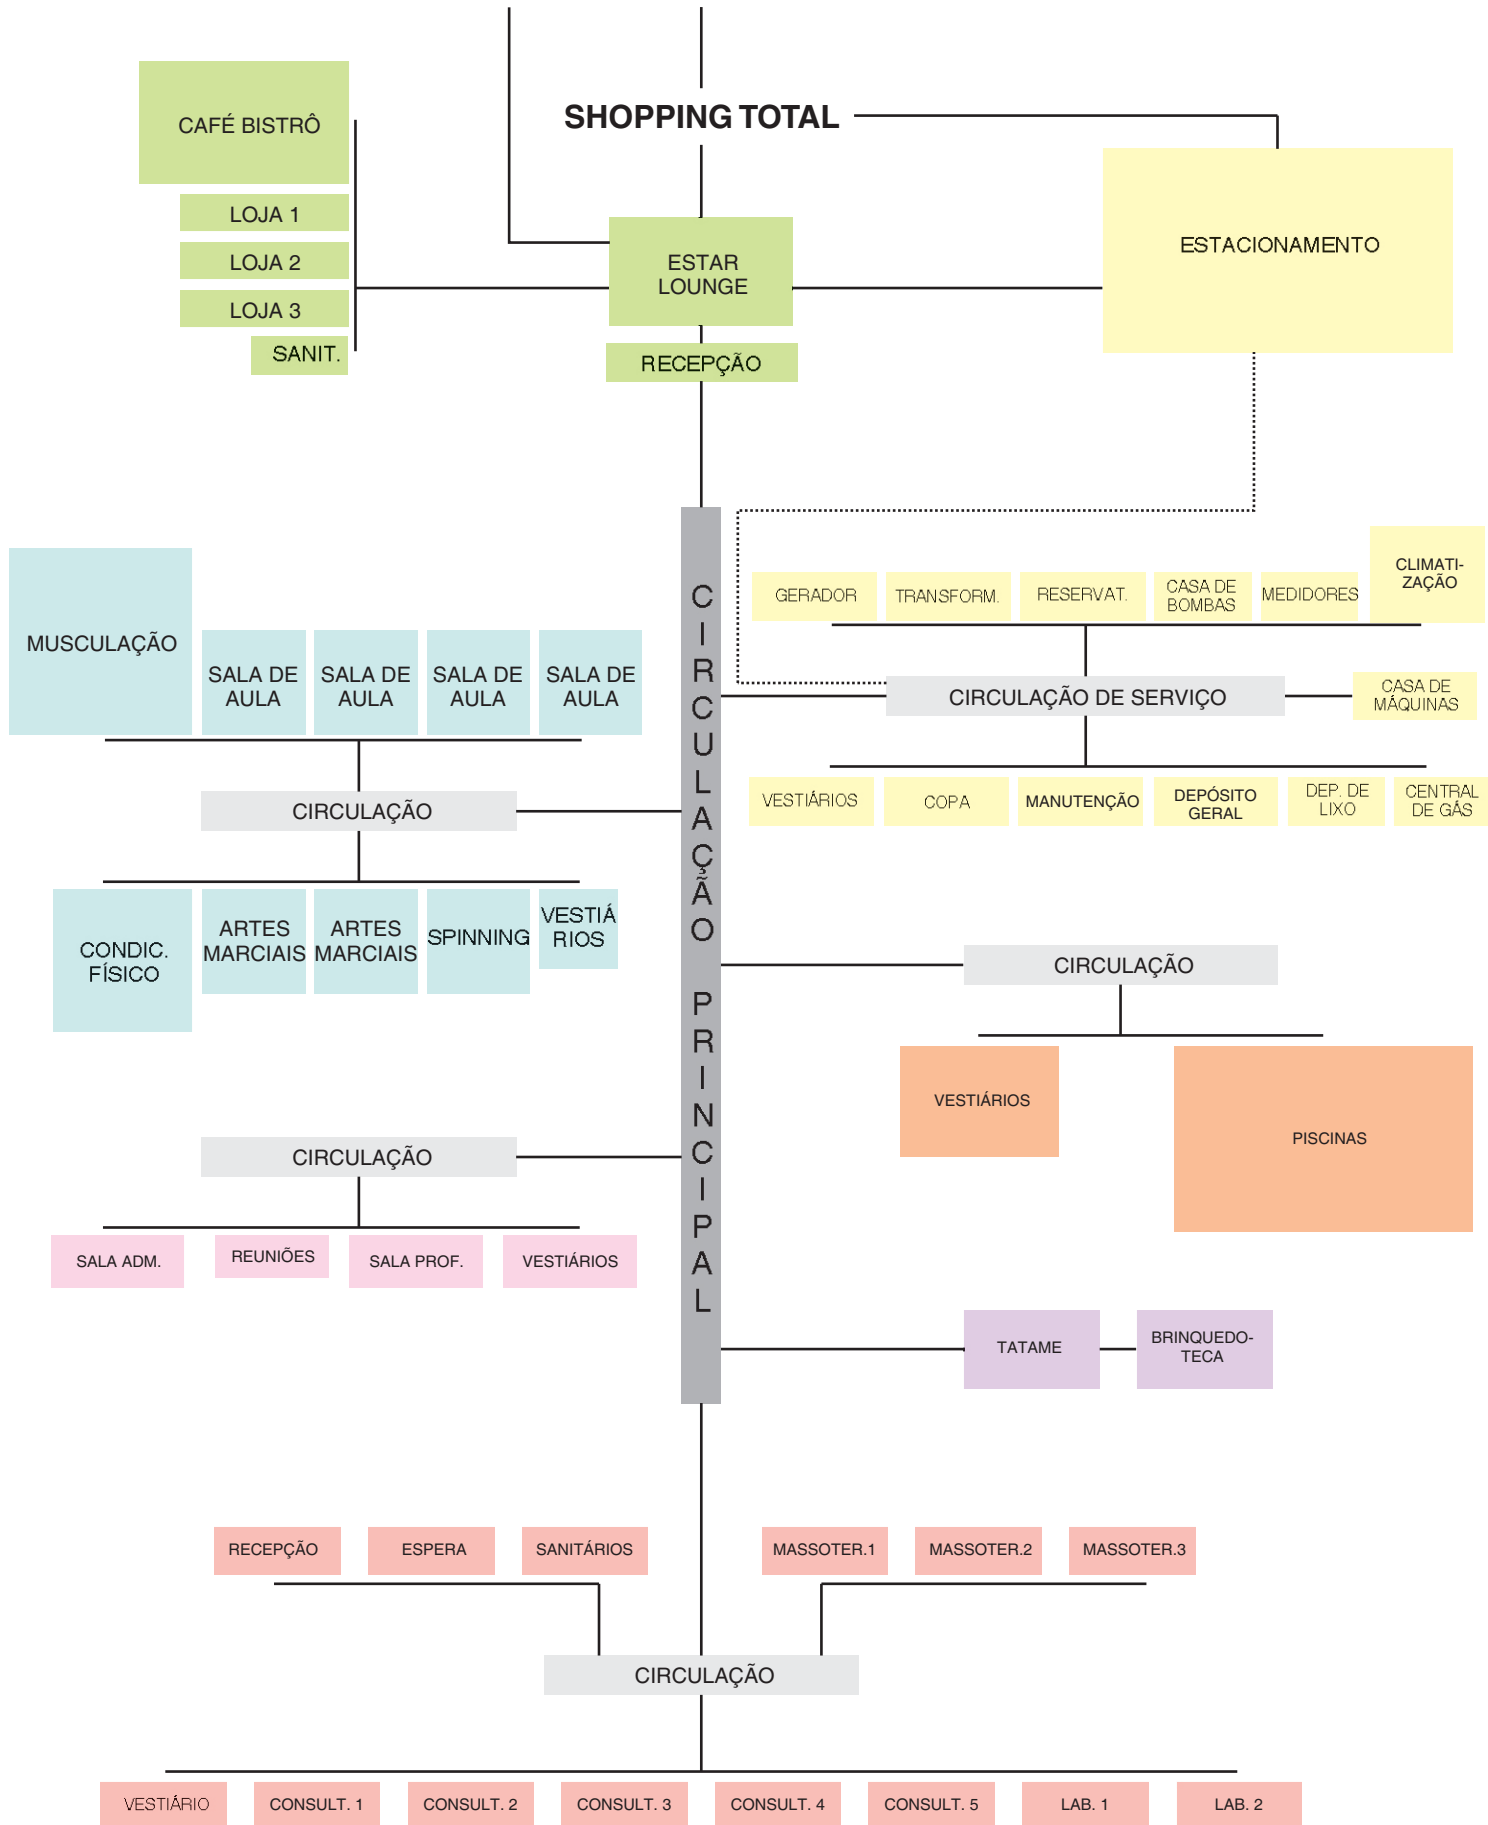 SHOPPING TOTAL
CAFÉ BISTRÔ
LOJA 1
LOJA 2
LOJA 3
SANIT.
ESTAR
LOUNGE
RECEPÇÃO
ESTACIONAMENTO
CIRCULAÇÃO PRINCIPAL
MUSCULAÇÃO
SALA DE
AULA
SALA DE
AULA
SALA DE
AULA
SALA DE
AULA
CIRCULAÇÃO
CONDIC.
FÍSICO
ARTES
MARCIAIS
ARTES
MARCIAIS
SPINNING
VESTIÁ
RIOS
GERADOR
TRANSFORM.
RESERVAT.
CASA DE
BOMBAS
MEDIDORES
CLIMATI-
ZAÇÃO
CIRCULAÇÃO DE SERVIÇO
CASA DE
MÁQUINAS
VESTIÁRIOS
COPA
MANUTENÇÃO
DEPÓSITO
GERAL
DEP. DE
LIXO
CENTRAL
DE GÁS
CIRCULAÇÃO
VESTIÁRIOS
PISCINAS
CIRCULAÇÃO
SALA ADM.
REUNIÕES
SALA PROF.
VESTIÁRIOS
TATAME
BRINQUEDO-
TECA
RECEPÇÃO
ESPERA
SANITÁRIOS
MASSOTER.1
MASSOTER.2
MASSOTER.3
CIRCULAÇÃO
VESTIÁRIO
CONSULT. 1
CONSULT. 2
CONSULT. 3
CONSULT. 4
CONSULT. 5
LAB. 1
LAB. 2